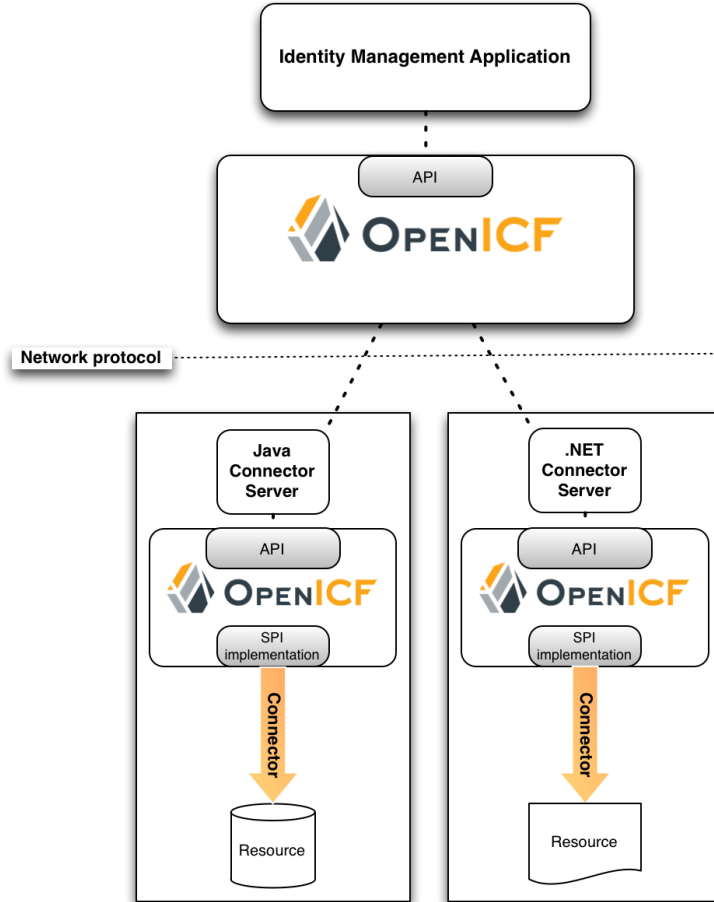 Identity Management Application
API
OPENICF
Network protocol
Java
Connector
Server
API
OPENICF
SPI
implementation
Connector
Resource
.NET
Connector
Server
API
OPENICF
SPI
implementation
Connector
Resource